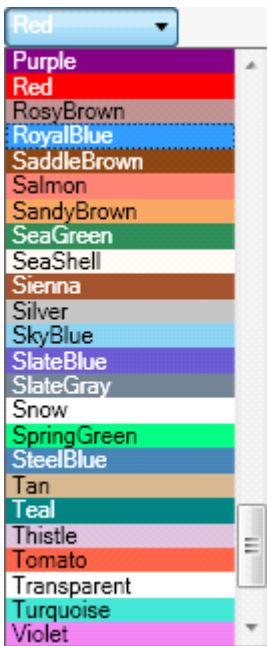 Red
Purple
Red
RosyBrown
RoyalBlue
SaddleBrown
Salmon
SandyBrown
SeaGreen
SeaShell
Sienna
Silver
SkyBlue
SlateBlue
SlateGray
Snow
SpringGreen
SteelBlue
Tan
Teal
Thistle
Tomato
Transparent
Turquoise
Violet